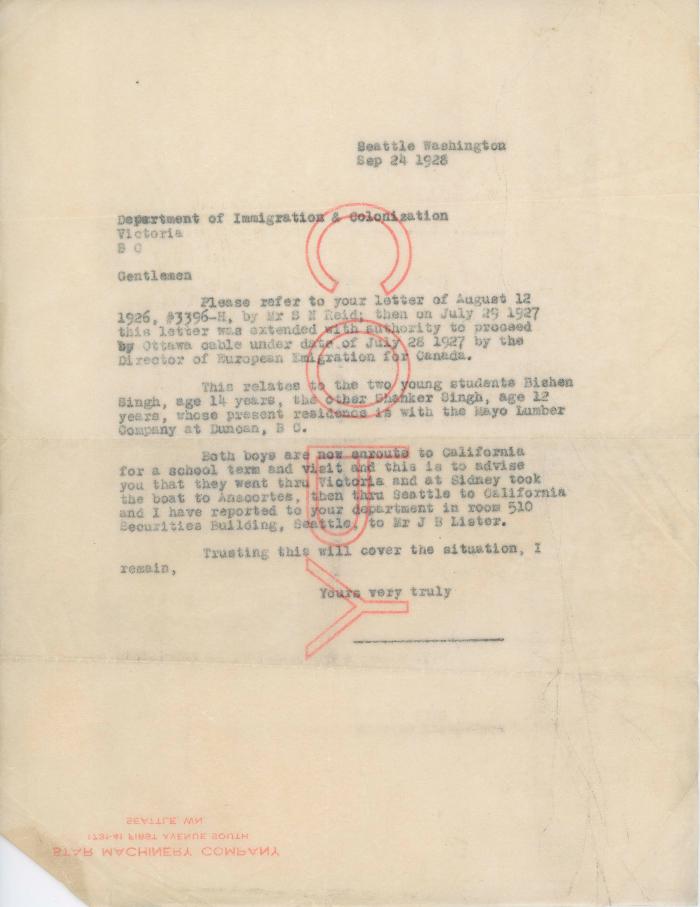 Seattle Washington
Sep 24 1928
Department of Immigration & Colonization
Victoria
B C
Gentlemen
Please refer to your letter of August 12
1926, #3396-H, by Mr S N Reid; then on July 29 1927
this letter was extended with authority to proceed
by Ottawa cable under date of July 28 1927 by the
Director of European Emigration for Canada.
This relates to the two young students Bishen
Singh, age 14 years, the other Shanker Singh, age 12
years, whose present residence is with the Mayo Lumber
Company at Duncan, B C.
Both boys are now enroute to California
for a school term and visit and this is to advise
you that they went thru Victoria and at Sidney took
the boat to Anacortes, then thru Seattle to California
and I have reported to your department in room 510
Securities Building, Seattle, to Mr J B Lister.
Trusting this will cover the situation, I
remain,
Yours very truly
COPY
STAR MACHINERY COMPANY
1731-41 FIRST AVENUE SOUTH
SEATTLE, WN.